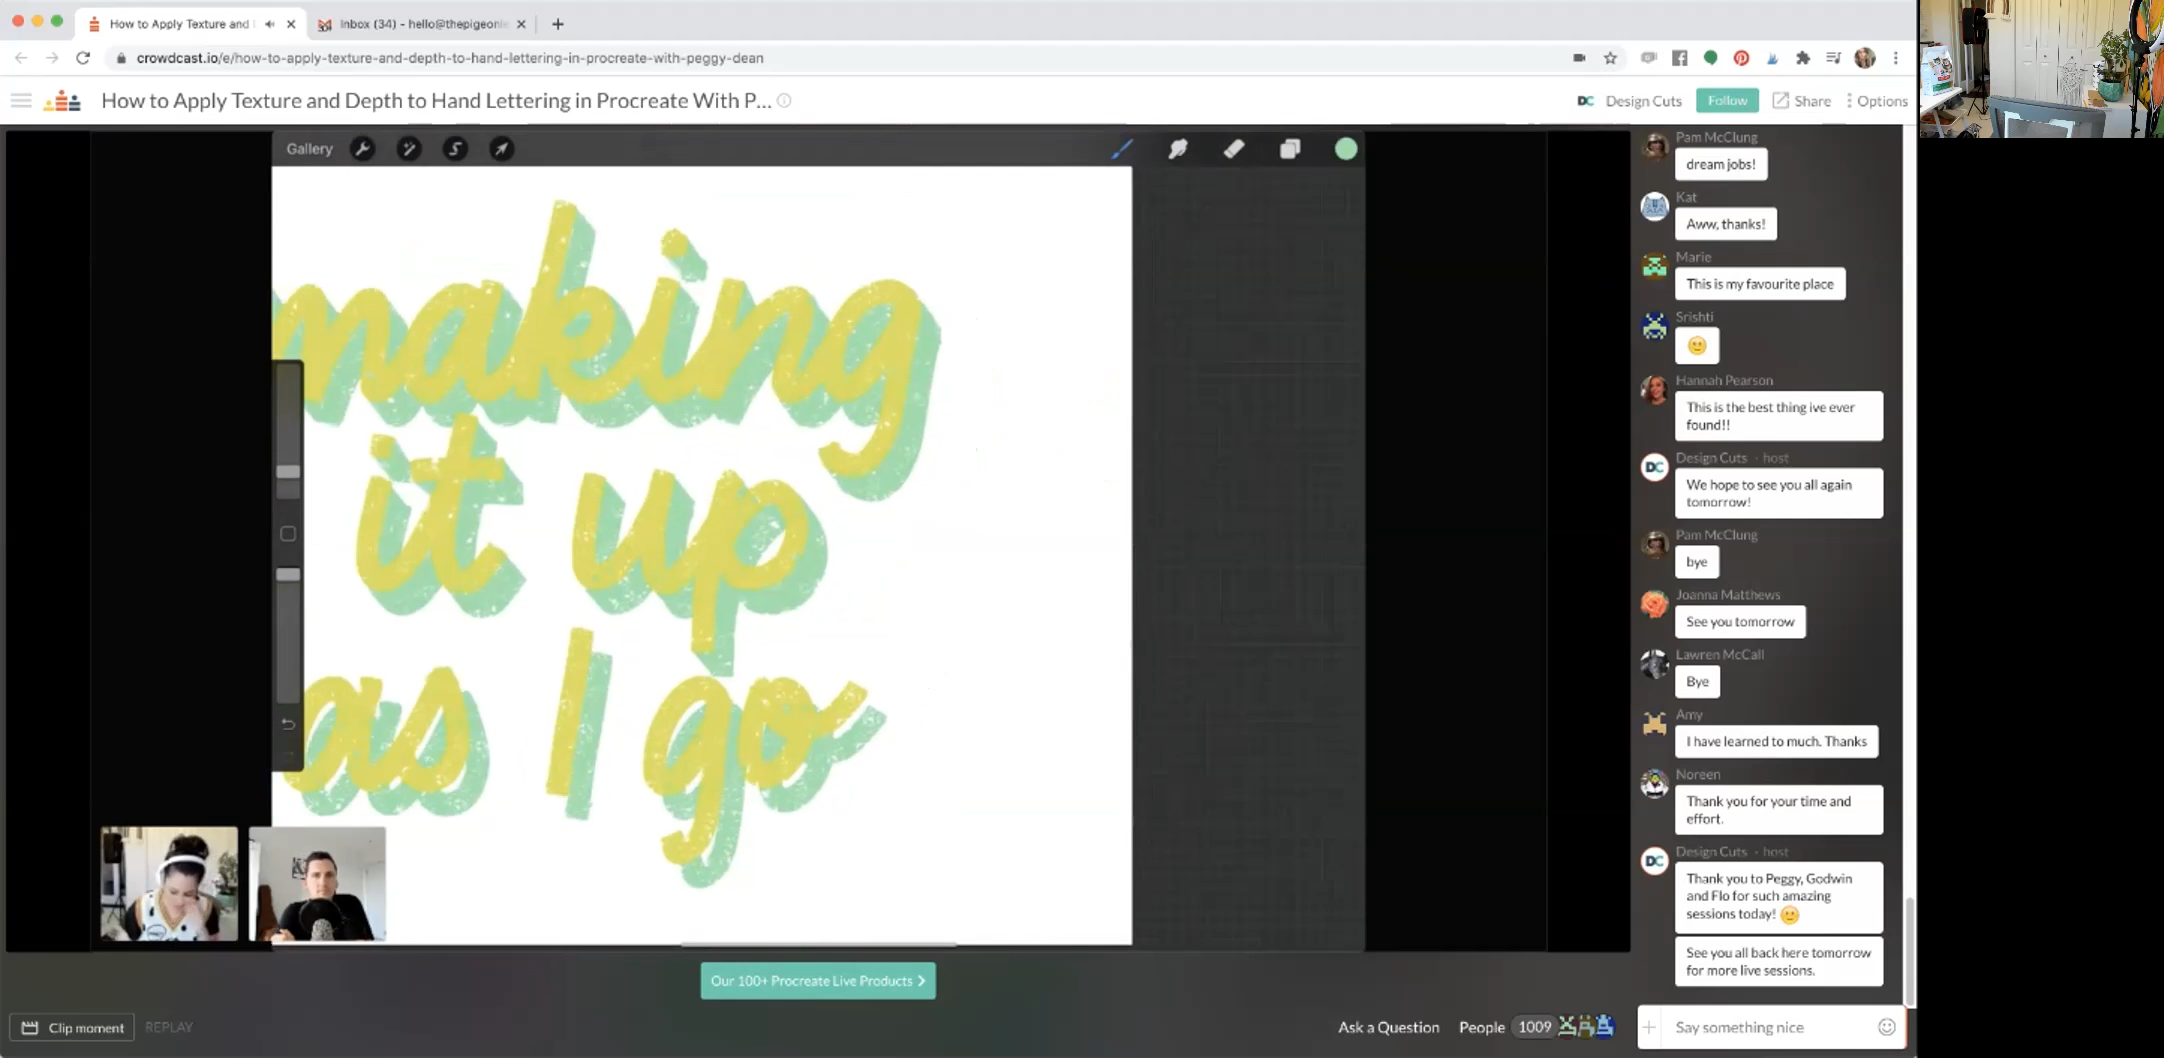 How to Apply Texture and
Inbox (34) - hello@thepigeonle
crowdcast.io/e/how-to-apply-texture-and-depth-to-hand-lettering-in-procreate-with-peggy-dean
How to Apply Texture and Depth to Hand Lettering in Procreate With P...
DC Design Cuts
Follow
Share
Options
Gallery
making
it up
as I go
Pam McClung
dream jobs!
Kat
Aww, thanks!
Marie
This is my favourite place
Srishti
Hannah Pearson
This is the best thing ive ever
found!!
Design Cuts - host
DC
We hope to see you all again
tomorrow!
Pam McClung
bye
Joanna Matthews
See you tomorrow
Lawren McCall
Bye
Amy
I have learned to much. Thanks
Noreen
Thank you for your time and
effort.
Design Cuts - host
DC
Thank you to Peggy, Godwin
and Flo for such amazing
sessions today! 🙂
See you all back here tomorrow
for more live sessions.
Our 100+ Procreate Live Products >
Clip moment
REPLAY
Ask a Question
People 1009
Say something nice